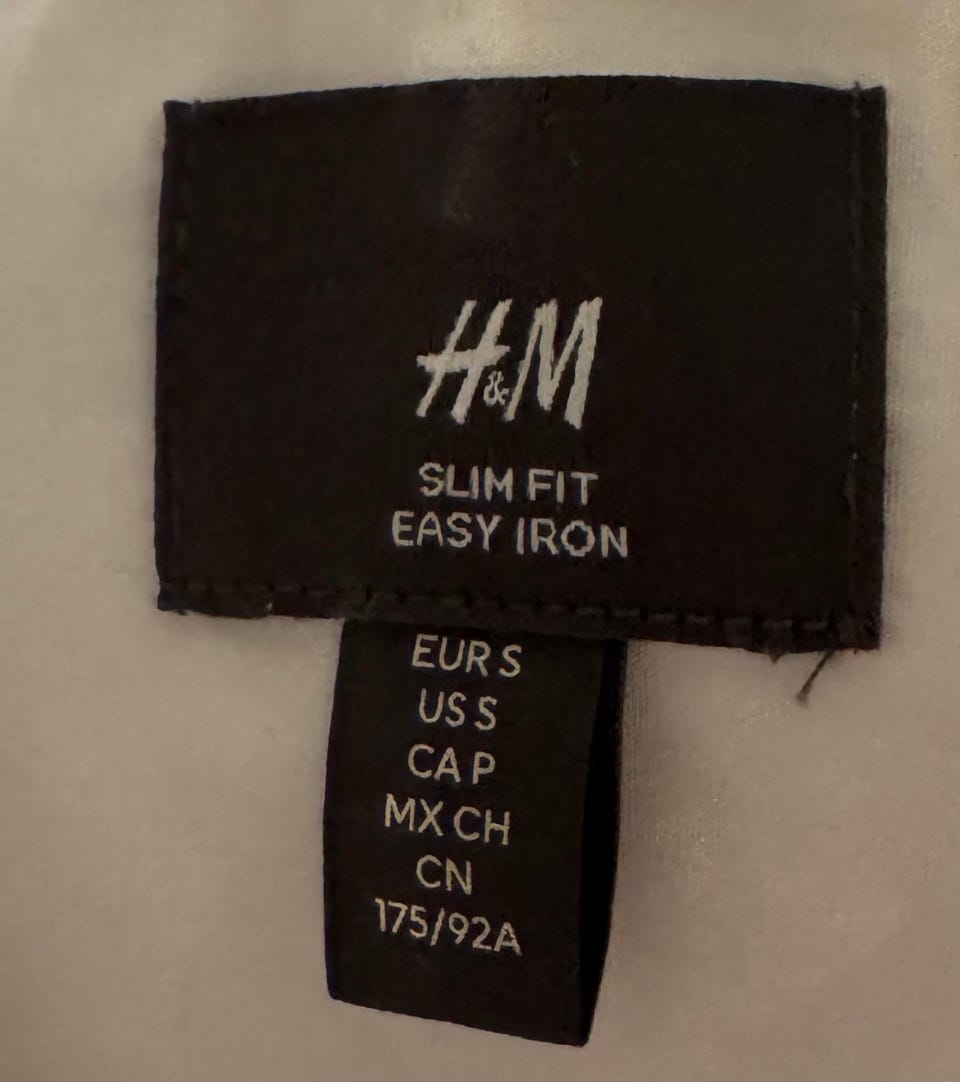 H&M
SLIM FIT
EASY IRON
EUR S
US S
CA P
MX CH
CN
175/92A